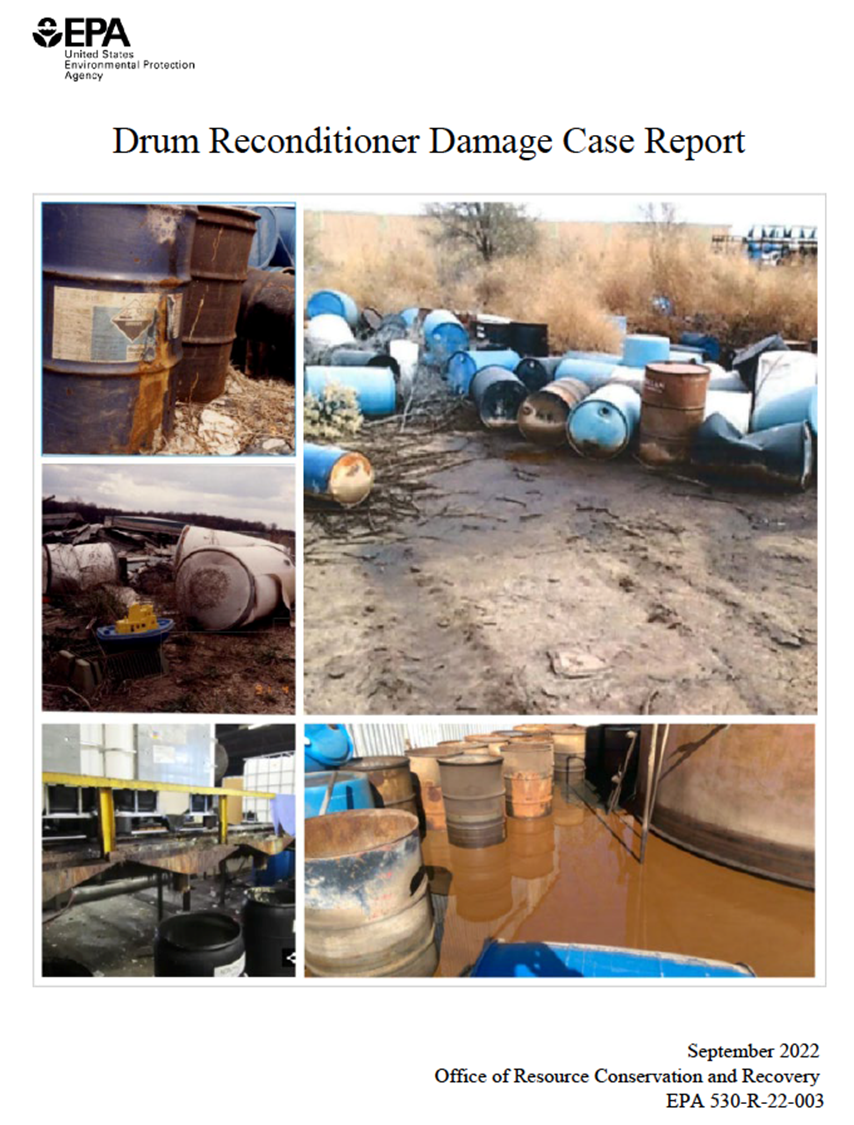 EPA
United States
Environmental Protection
Agency
Drum Reconditioner Damage Case Report
September 2022
Office of Resource Conservation and Recovery
EPA 530-R-22-003